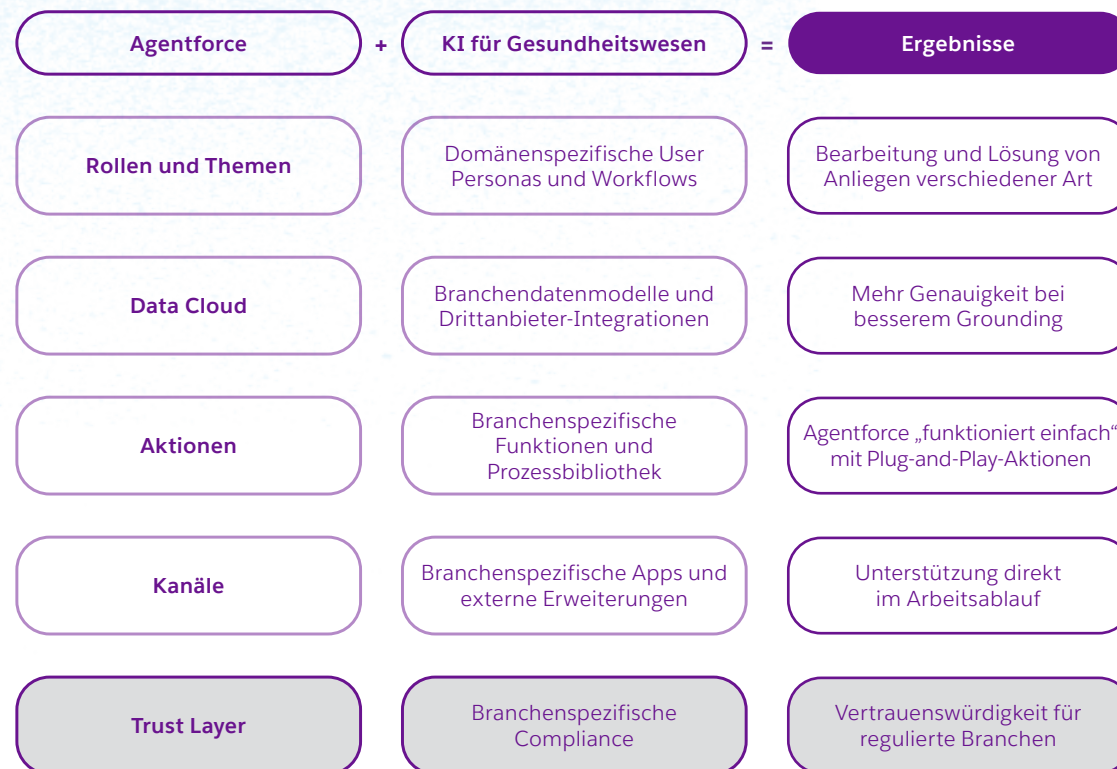 Agentforce + KI für Gesundheitswesen = Ergebnisse
Rollen und Themen
Domänenspezifische User
Personas und Workflows
Bearbeitung und Lösung von
Anliegen verschiedener Art
Data Cloud
Branchendatenmodelle und
Drittanbieter-Integrationen
Mehr Genauigkeit bei
besserem Grounding
Aktionen
Branchenspezifische
Funktionen und
Prozessbibliothek
Agentforce „funktioniert einfach“
mit Plug-and-Play-Aktionen
Kanäle
Branchenspezifische Apps und
externe Erweiterungen
Unterstützung direkt
im Arbeitsablauf
Trust Layer
Branchenspezifische
Compliance
Vertrauenswürdigkeit für
regulierte Branchen